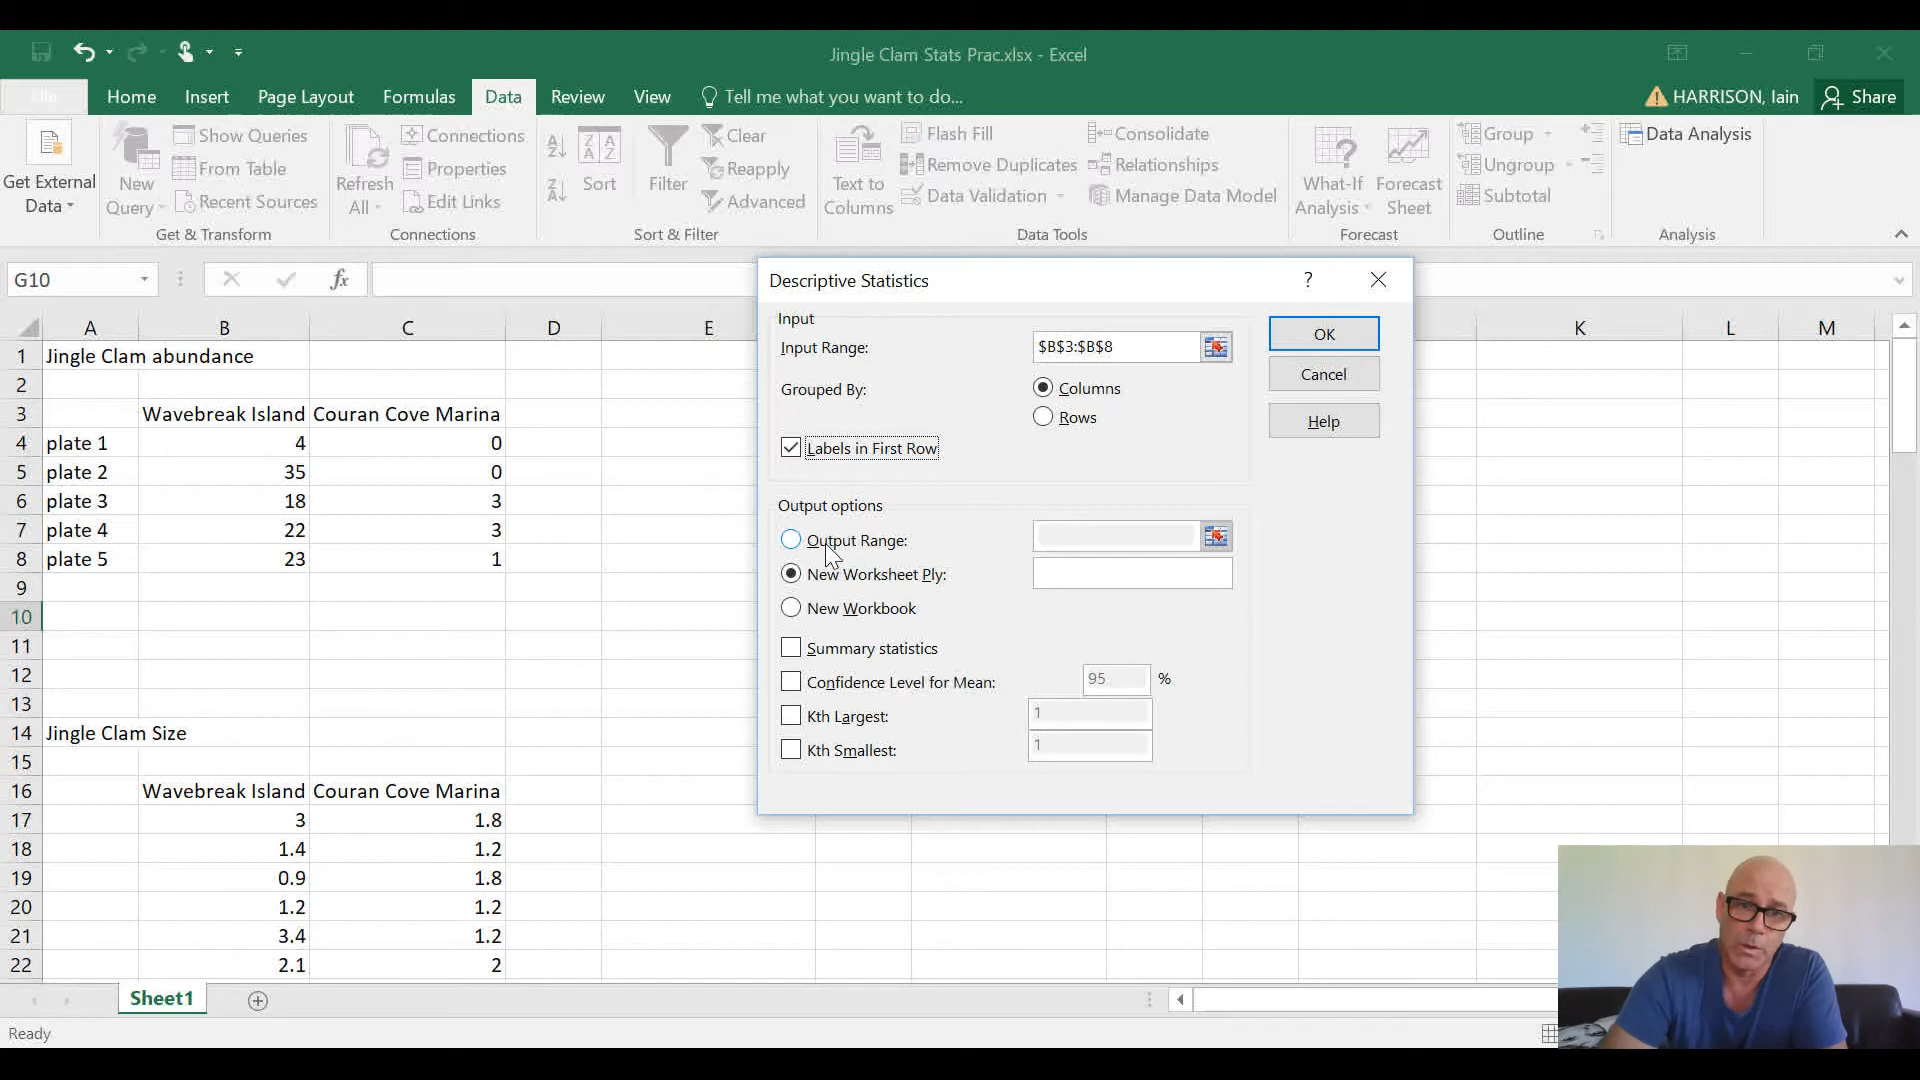 Jingle Clam Stats Prac.xlsx - Excel
File Home Insert Page Layout Formulas Data Review View Tell me what you want to do... HARRISON, Iain Share
Get External Data
New Query
Show Queries
From Table
Recent Sources
Get & Transform
Refresh All
Connections
Properties
Edit Links
Connections
Sort
Filter
Clear
Reapply
Advanced
Sort & Filter
Text to Columns
Flash Fill
Remove Duplicates
Data Validation
Consolidate
Relationships
Manage Data Model
Data Tools
What-If Analysis
Forecast Sheet
Forecast
Group
Ungroup
Subtotal
Outline
Data Analysis
Analysis
G10 fx
A B C D E K L M
1 Jingle Clam abundance
2
3 Wavebreak Island Couran Cove Marina
4 plate 1 4 0
5 plate 2 35 0
6 plate 3 18 3
7 plate 4 22 3
8 plate 5 23 1
9
10
11
12
13
14 Jingle Clam Size
15
16 Wavebreak Island Couran Cove Marina
17 3 1.8
18 1.4 1.2
19 0.9 1.8
20 1.2 1.2
21 3.4 1.2
22 2.1 2
Descriptive Statistics ?
Input
Input Range: $B$3:$B$8
Grouped By: Columns
Rows
Labels in First Row
Output options
Output Range:
New Worksheet Ply:
New Workbook
Summary statistics
Confidence Level for Mean: 95 %
Kth Largest: 1
Kth Smallest: 1
OK
Cancel
Help
Sheet1
Ready